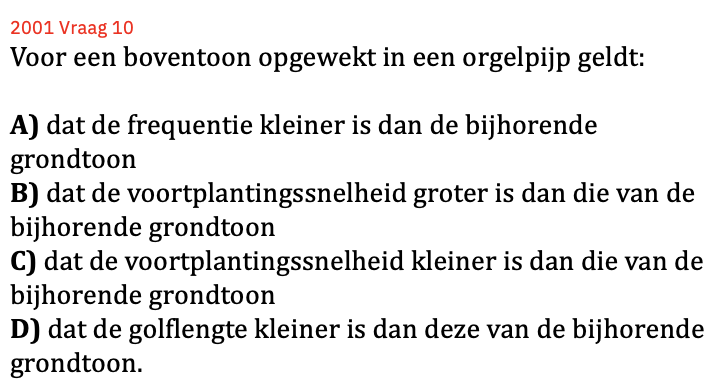 2001 Vraag 10
Voor een boventoon opgewekt in een orgelpijp geldt:
A) dat de frequentie kleiner is dan de bijhorende
grondtoon
B) dat de voortplantingssnelheid groter is dan die van de
bijhorende grondtoon
C) dat de voortplantingssnelheid kleiner is dan die van de
bijhorende grondtoon
D) dat de golflengte kleiner is dan deze van de bijhorende
grondtoon.